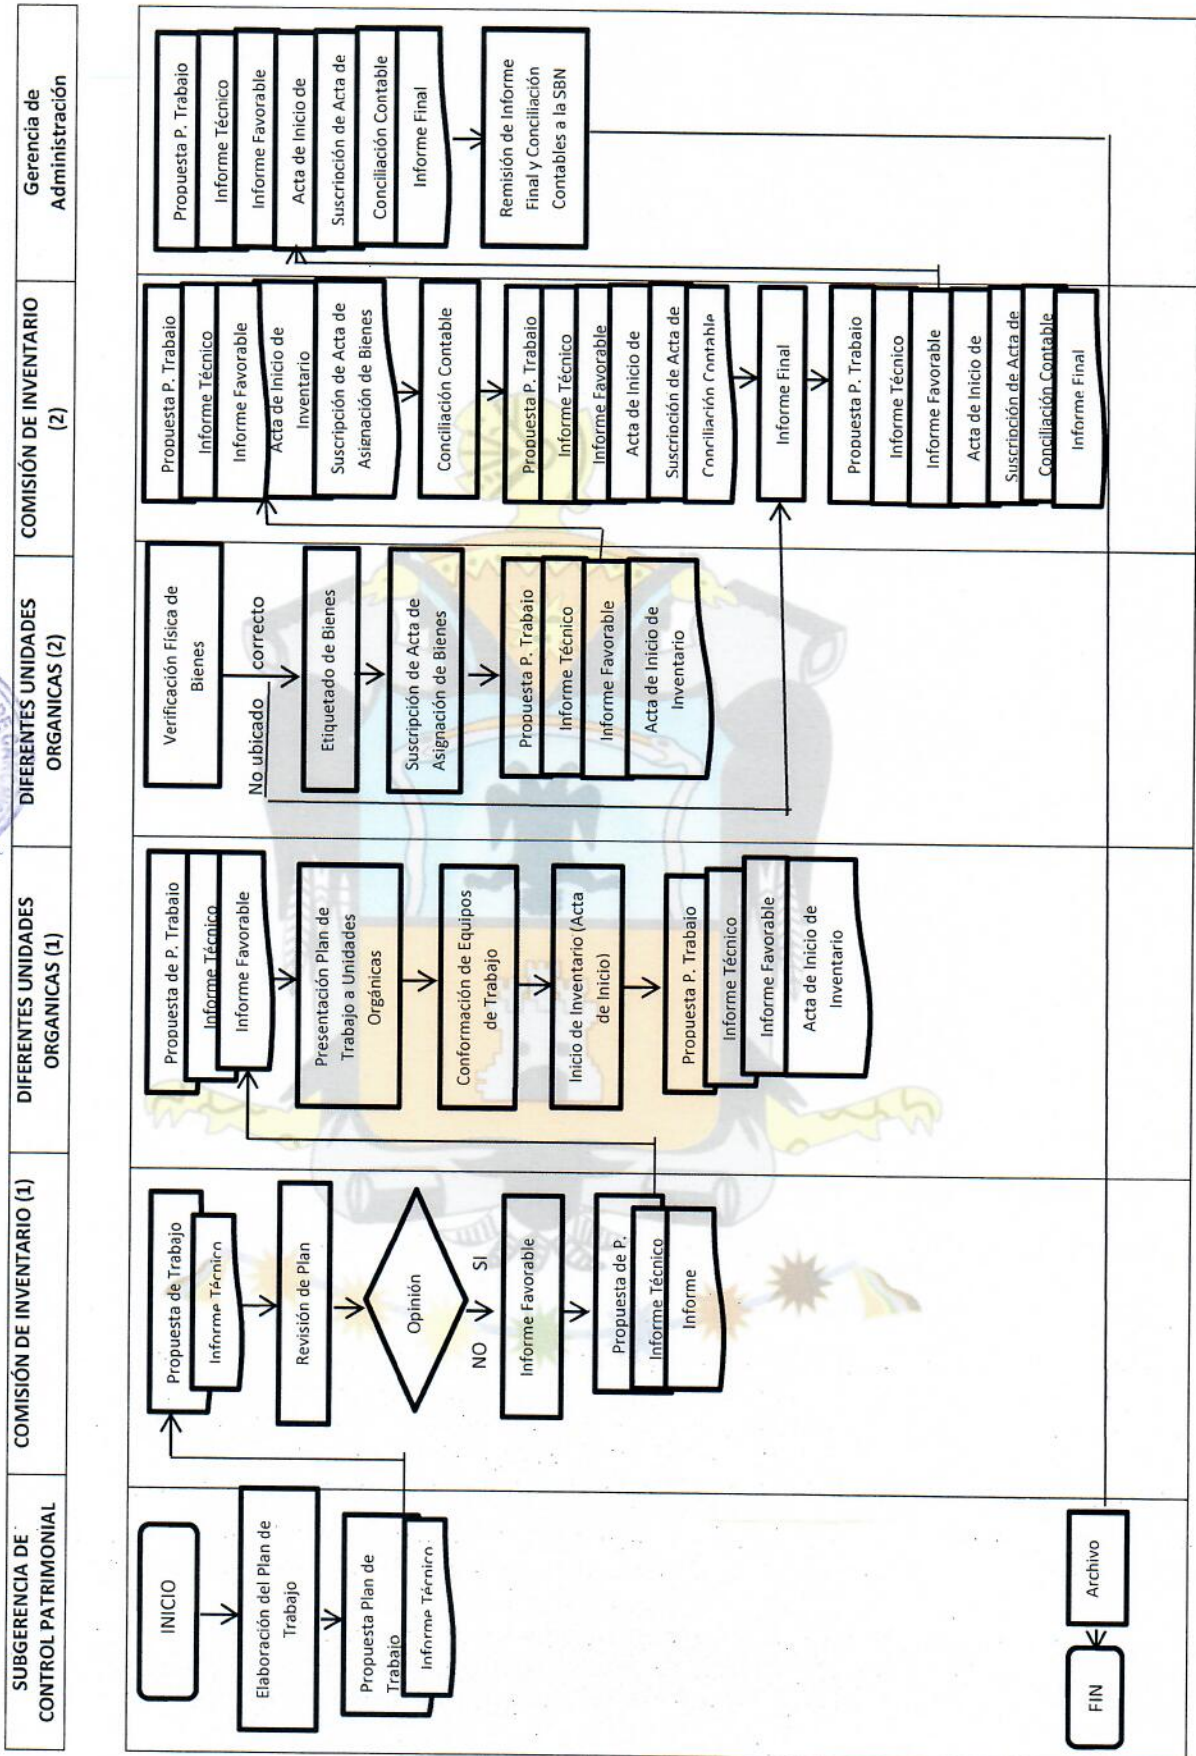 SUBGERENCIA DE
CONTROL PATRIMONIAL
COMISIÓN DE INVENTARIO (1)
DIFERENTES UNIDADES
ORGANICAS (1)
DIFERENTES UNIDADES
ORGANICAS (2)
COMISIÓN DE INVENTARIO
(2)
Gerencia de
Administración
INICIO
Elaboración del Plan de
Trabajo
Propuesta Plan de
Trabajo
Informe Técnico
Archivo
FIN
Propuesta de Trabajo
Informe Técnico
Revisión de Plan
Opinión
NO
SI
Informe Favorable
Propuesta de P.
Informe Técnico
Informe
Propuesta de P. Trabajo
Informe Técnico
Informe Favorable
Presentación Plan de
Trabajo a Unidades
Orgánicas
Conformación de Equipos
de Trabajo
Inicio de Inventario (Acta
de Inicio)
Propuesta P. Trabajo
Informe Técnico
Informe Favorable
Acta de Inicio de
Inventario
Verificación Física de
Bienes
No ubicado
correcto
Etiquetado de Bienes
Suscripción de Acta de
Asignación de Bienes
Propuesta P. Trabajo
Informe Técnico
Informe Favorable
Acta de Inicio de
Inventario
Propuesta P. Trabajo
Informe Técnico
Informe Favorable
Acta de Inicio de
Inventario
Suscripción de Acta de
Asignación de Bienes
Conciliación Contable
Propuesta P. Trabajo
Informe Técnico
Informe Favorable
Acta de Inicio de
Suscripción de Acta de
Conciliación Contable
Informe Final
Propuesta P. Trabajo
Informe Técnico
Informe Favorable
Acta de Inicio de
Suscripción de Acta de
Conciliación Contable
Informe Final
Propuesta P. Trabajo
Informe Técnico
Informe Favorable
Acta de Inicio de
Suscripción de Acta de
Conciliación Contable
Informe Final
Remisión de Informe
Final y Conciliación
Contables a la SBN